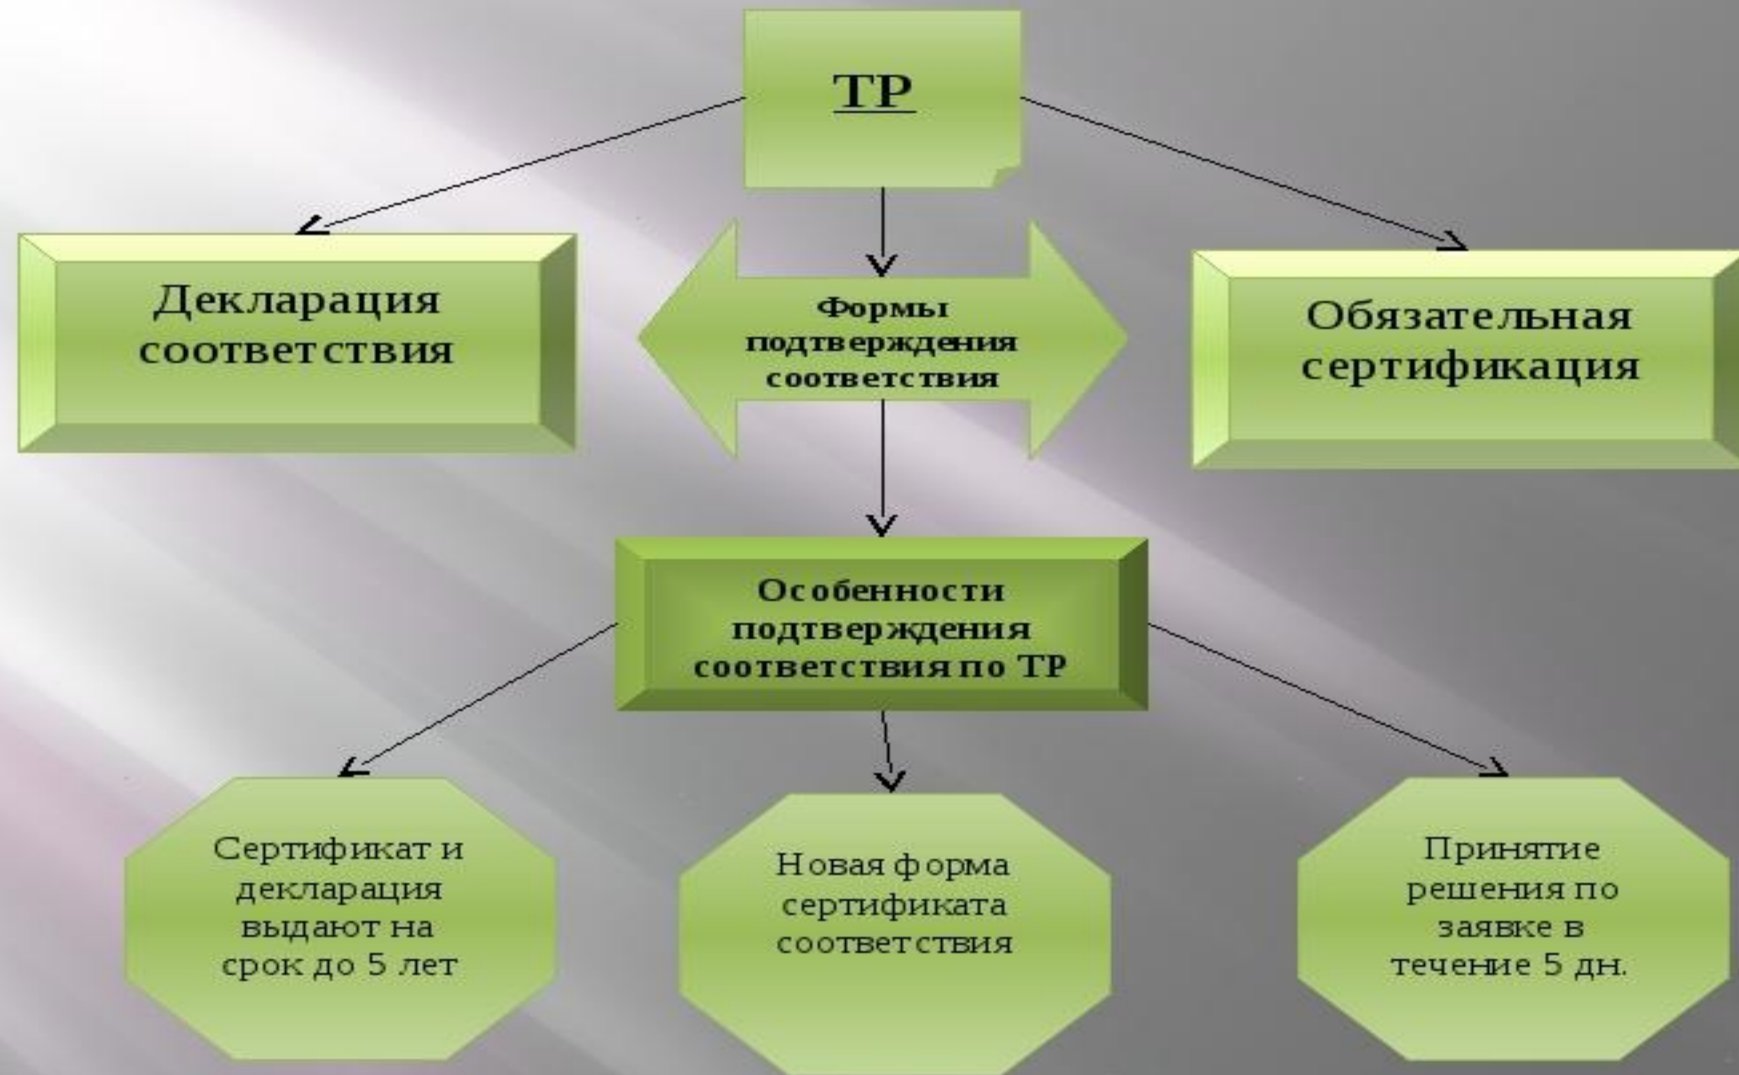 ТР
Декларация
соответствия
Формы
подтверждения
соответствия
Обязательная
сертификация
Особенности
подтверждения
соответствия по ТР
Сертификат и
декларация
выдают на
срок до 5 лет
Новая форма
сертификата
соответствия
Принятие
решения по
заявке в
течение 5 дн.